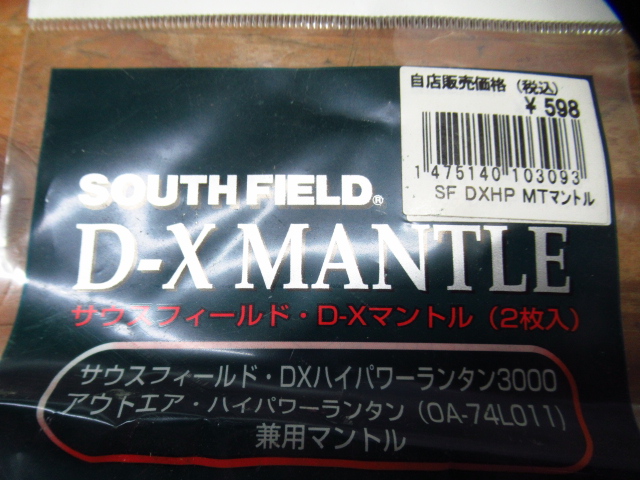 自店販売価格（税込）
¥ 598
1 475140 103093
SF DXHP MTマントル
SOUTH FIELD®
D-X MANTLE
サウスフィールド・D-Xマントル（2枚入）
サウスフィールド・DXハイパワーランタン3000
アウトエア・ハイパワーランタン（OA-74L011）
兼用マントル